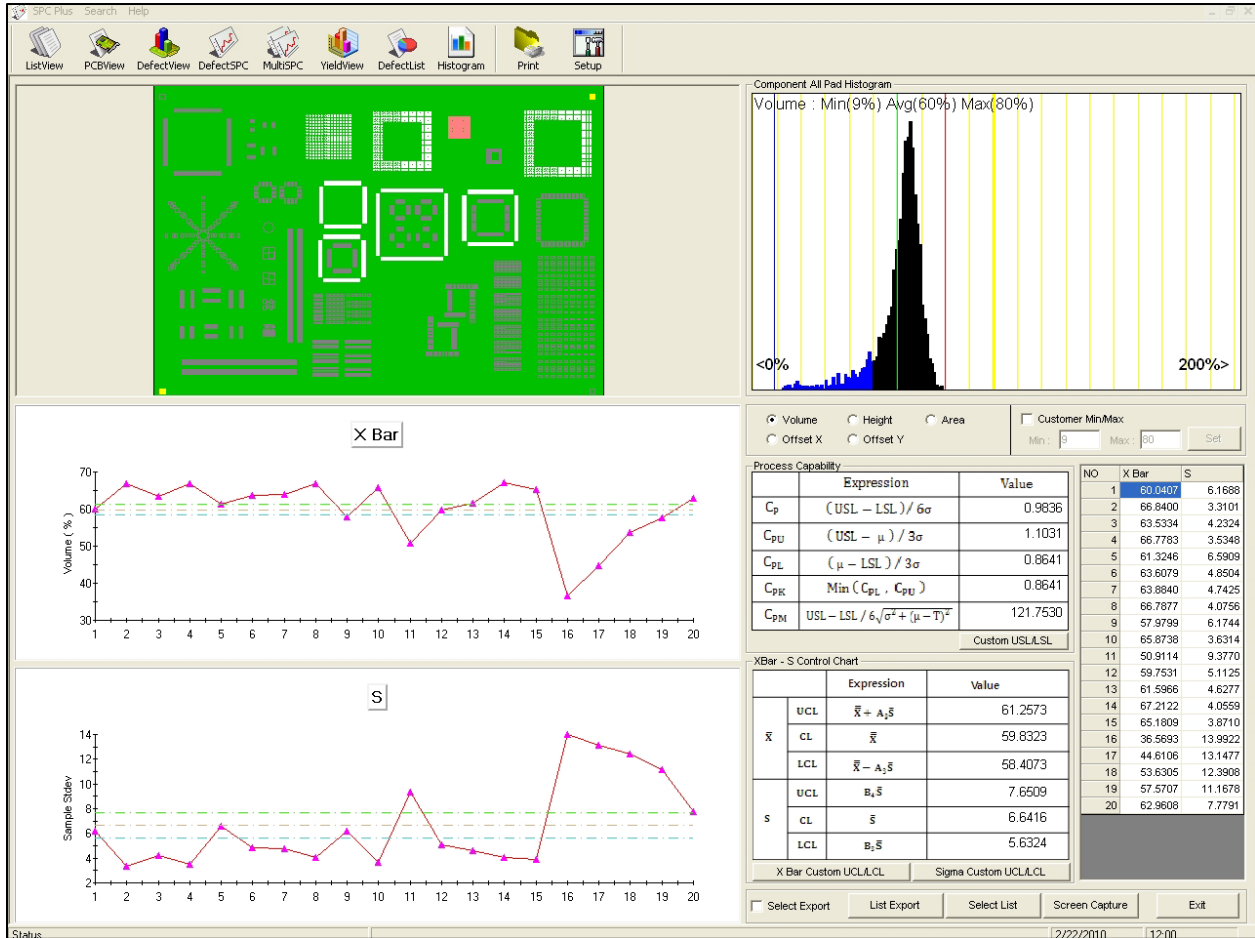 SPC Plus Search Help
ListView PCBView DefectView DefectSPC MultiSPC YieldView DefectList Histogram Print Setup
Component All Pad Histogram
Volume : Min(9%) Avg(60%) Max(80%)
<0% 200%>
X Bar
Volume ( % )
70
60
50
40
30
1 2 3 4 5 6 7 8 9 10 11 12 13 14 15 16 17 18 19 20
S
Sample Stdev
14
12
10
8
6
4
2
1 2 3 4 5 6 7 8 9 10 11 12 13 14 15 16 17 18 19 20
Volume Height Area
Offset X Offset Y
Customer Min/Max
Min : 9 Max : 80 Set
Process Capability
Expression Value
CP (USL − LSL) / 6σ 0.9836
CPU (USL − μ) / 3σ 1.1031
CPL (μ − LSL) / 3σ 0.8641
CPK Min (CPL , CPU) 0.8641
CPM USL − LSL / 6√σ² + (μ − T)² 121.7530
Custom USL/LSL
XBar - S Control Chart
Expression Value
X̿
UCL X̿ + A₃S̄ 61.2573
CL X̿ 59.8323
LCL X̿ − A₃S̄ 58.4073
S
UCL B₄S̄ 7.6509
CL S̄ 6.6416
LCL B₃S̄ 5.6324
X Bar Custom UCL/LCL Sigma Custom UCL/LCL
NO X Bar S
1 60.0407 6.1688
2 66.8400 3.3101
3 63.5334 4.2324
4 66.7783 3.5348
5 61.3246 6.5909
6 63.6079 4.8504
7 63.8840 4.7425
8 66.7877 4.0756
9 57.9799 6.1744
10 65.8738 3.6314
11 50.9114 9.3770
12 59.7531 5.1125
13 61.5966 4.6277
14 67.2122 4.0559
15 65.1809 3.8710
16 36.5693 13.9922
17 44.6106 13.1477
18 53.6305 12.3908
19 57.5707 11.1678
20 62.9608 7.7791
Select Export List Export Select List Screen Capture Exit
Status 2/22/2010 12:00